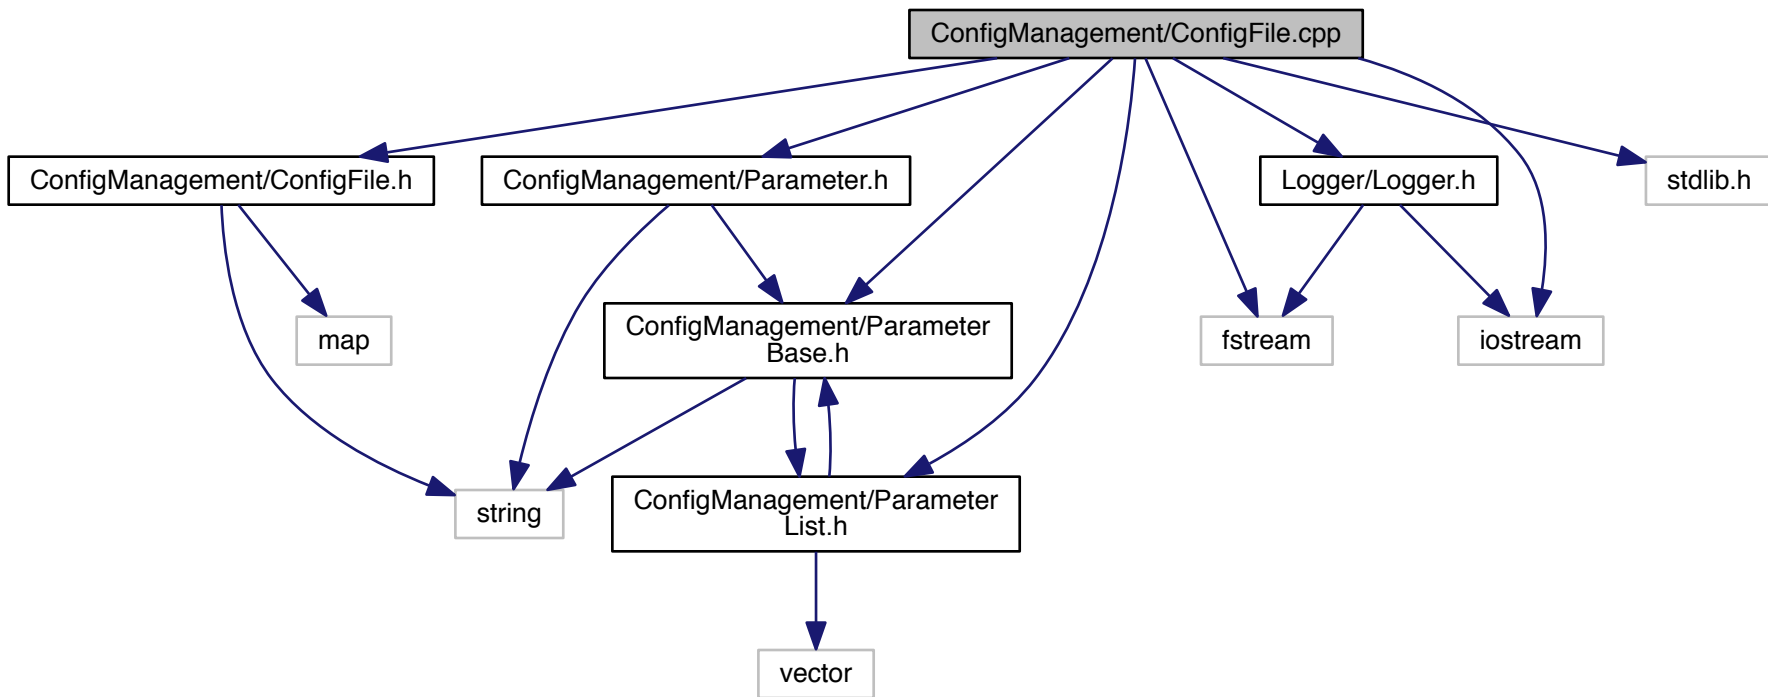 ConfigManagement/ConfigFile.cpp
ConfigManagement/ConfigFile.h
ConfigManagement/Parameter.h
Logger/Logger.h
stdlib.h
map
ConfigManagement/Parameter
Base.h
fstream
iostream
string
ConfigManagement/Parameter
List.h
vector